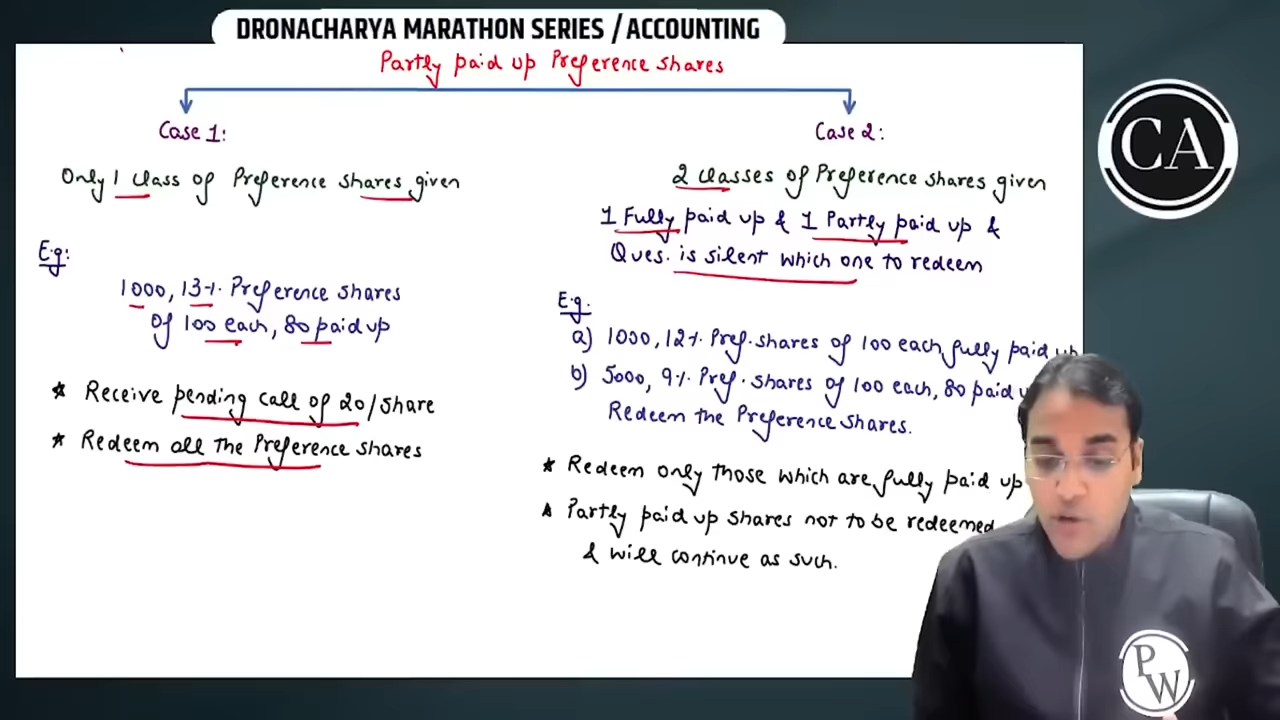 DRONACHARYA MARATHON SERIES / ACCOUNTING
Partly paid up Preference shares
Case 1:
Only 1 class of Preference shares given
E.g:
1000, 13% Preference shares
of 100 each, 80 paid up
* Receive pending call of 20/share
* Redeem all the Preference shares
Case 2:
2 classes of Preference shares given
1 Fully paid up & 1 Partly paid up &
Ques. is silent which one to redeem
E.g.
a) 1000, 12% Pref. shares of 100 each, fully paid up
b) 5000, 9% Pref. shares of 100 each, 80 paid
Redeem the Preference Shares.
* Redeem only those which are fully paid up
* Partly paid up shares not to be redeemed
& will continue as such.
CA
PW